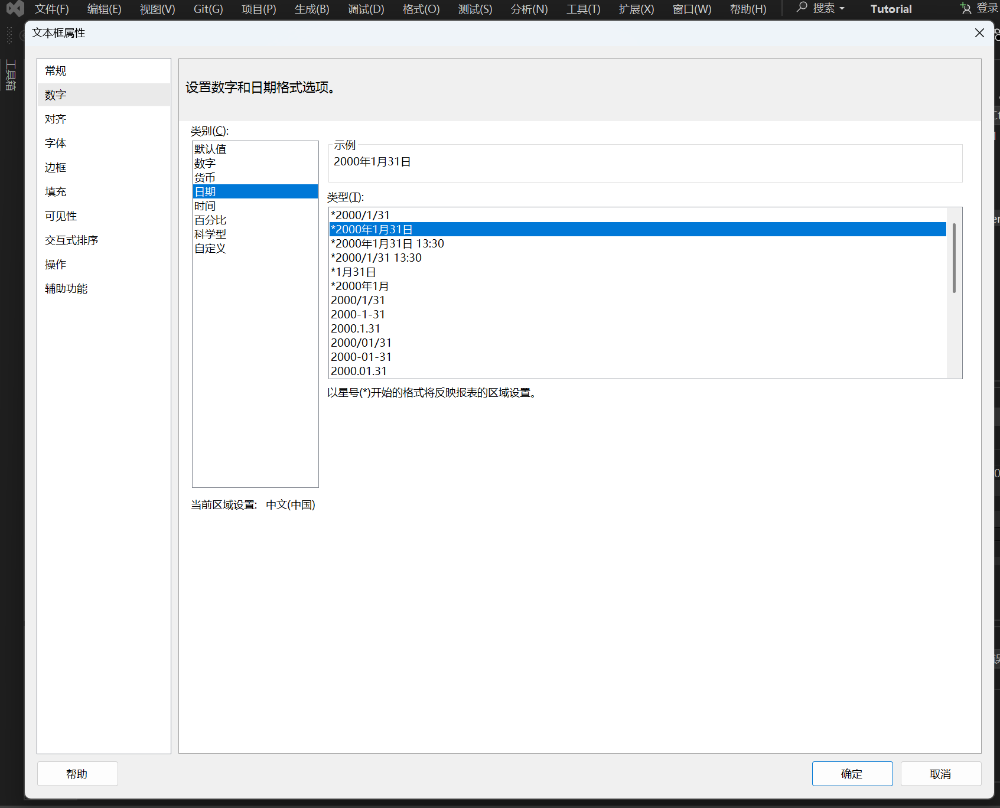 文件(F) 编辑(E) 视图(V) Git(G) 项目(P) 生成(B) 调试(D) 格式(O) 测试(S) 分析(N) 工具(T) 扩展(X) 窗口(W) 帮助(H) 搜索 Tutorial 登录
工具箱
文本框属性
常规
数字
对齐
字体
边框
填充
可见性
交互式排序
操作
辅助功能
设置数字和日期格式选项。
类别(C):
默认值
数字
货币
日期
时间
百分比
科学型
自定义
示例
2000年1月31日
类型(T):
*2000/1/31
*2000年1月31日
*2000年1月31日 13:30
*2000/1/31 13:30
*1月31日
*2000年1月
2000/1/31
2000-1-31
2000.1.31
2000/01/31
2000-01-31
2000.01.31
以星号(*)开始的格式将反映报表的区域设置。
当前区域设置: 中文(中国)
帮助
确定
取消